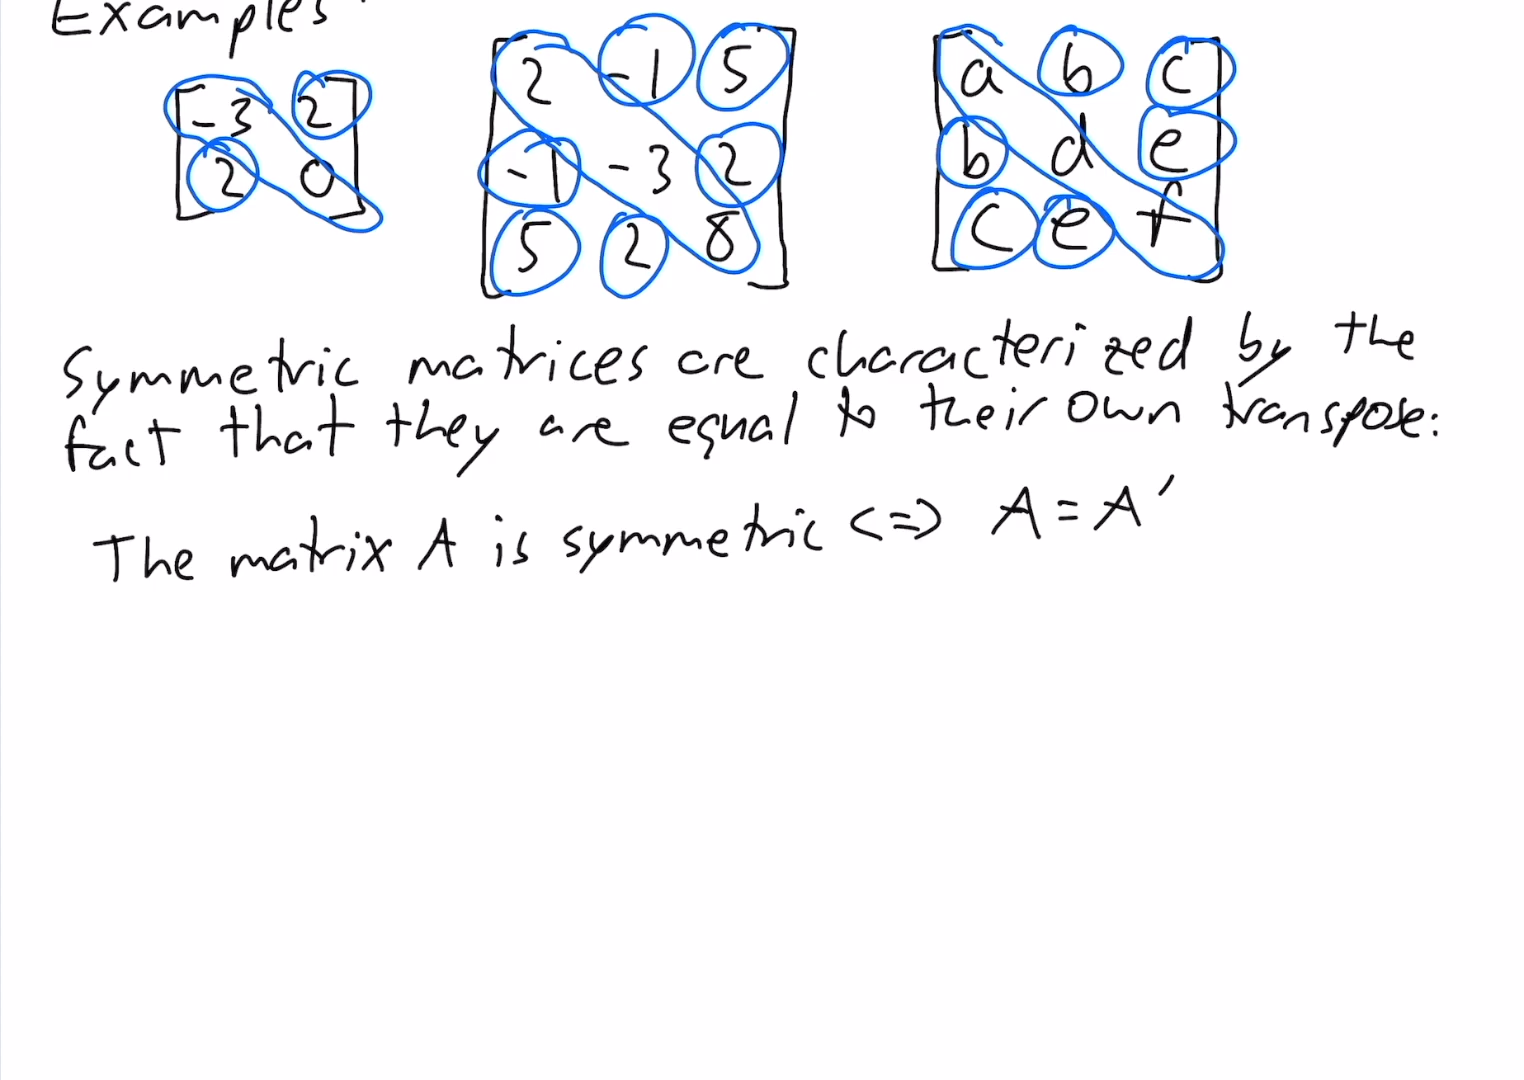 Examples:
-3 2
2 0
2 -1 5
-1 -3 2
5 2 8
a b c
b d e
c e f
Symmetric matrices are characterized by the
fact that they are equal to their own transpose:
The matrix A is symmetric <=> A = A'